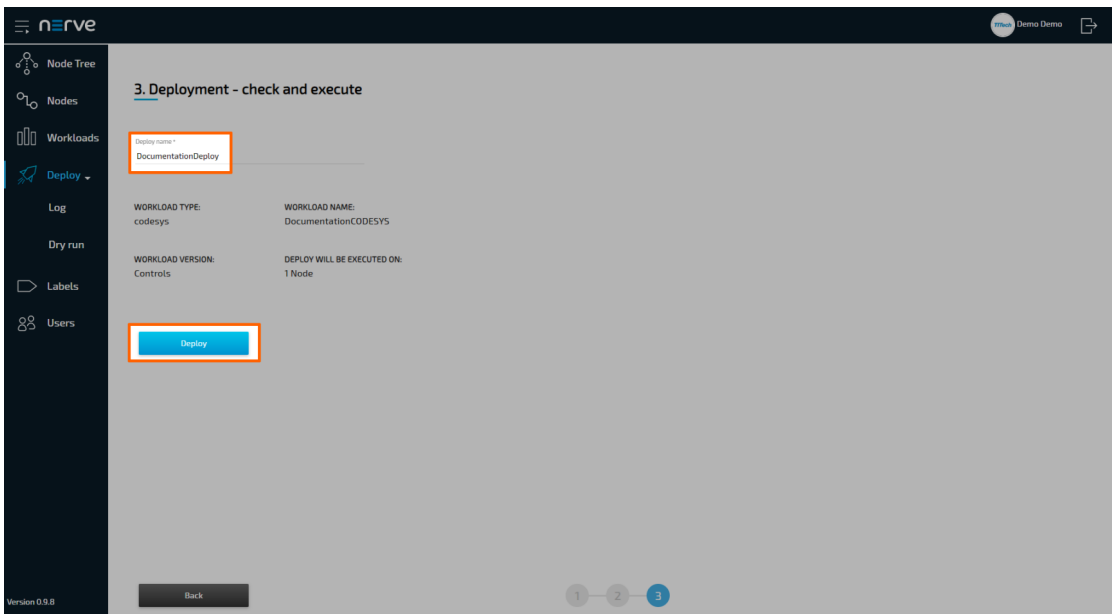 nerve
TTTech Demo Demo
Node Tree
Nodes
Workloads
Deploy
Log
Dry run
Labels
Users
Version 0.9.8
3. Deployment - check and execute
Deploy name *
DocumentationDeploy
WORKLOAD TYPE: WORKLOAD NAME:
codesys DocumentationCODESYS
WORKLOAD VERSION: DEPLOY WILL BE EXECUTED ON:
Controls 1 Node
Deploy
Back
1 2 3